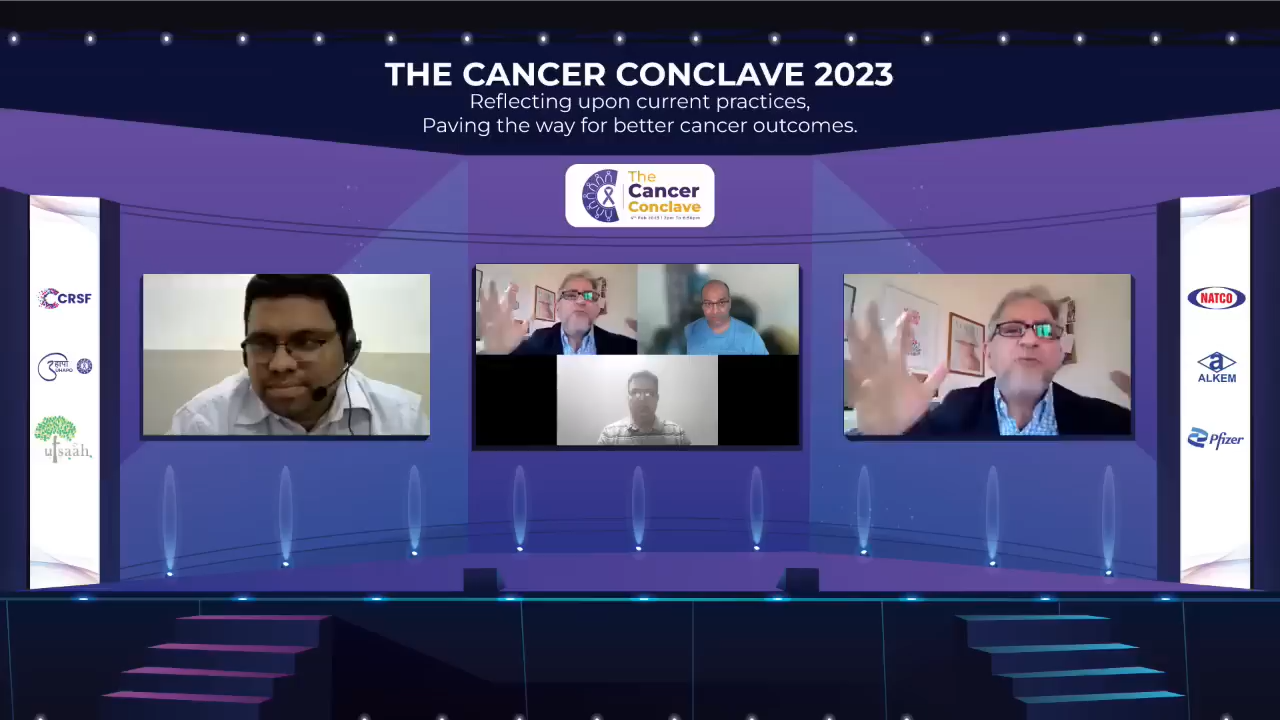 THE CANCER CONCLAVE 2023
Reflecting upon current practices,
Paving the way for better cancer outcomes.
The
Cancer
Conclave
CRSF
utsaah
NATCO
ALKEM
Pfizer